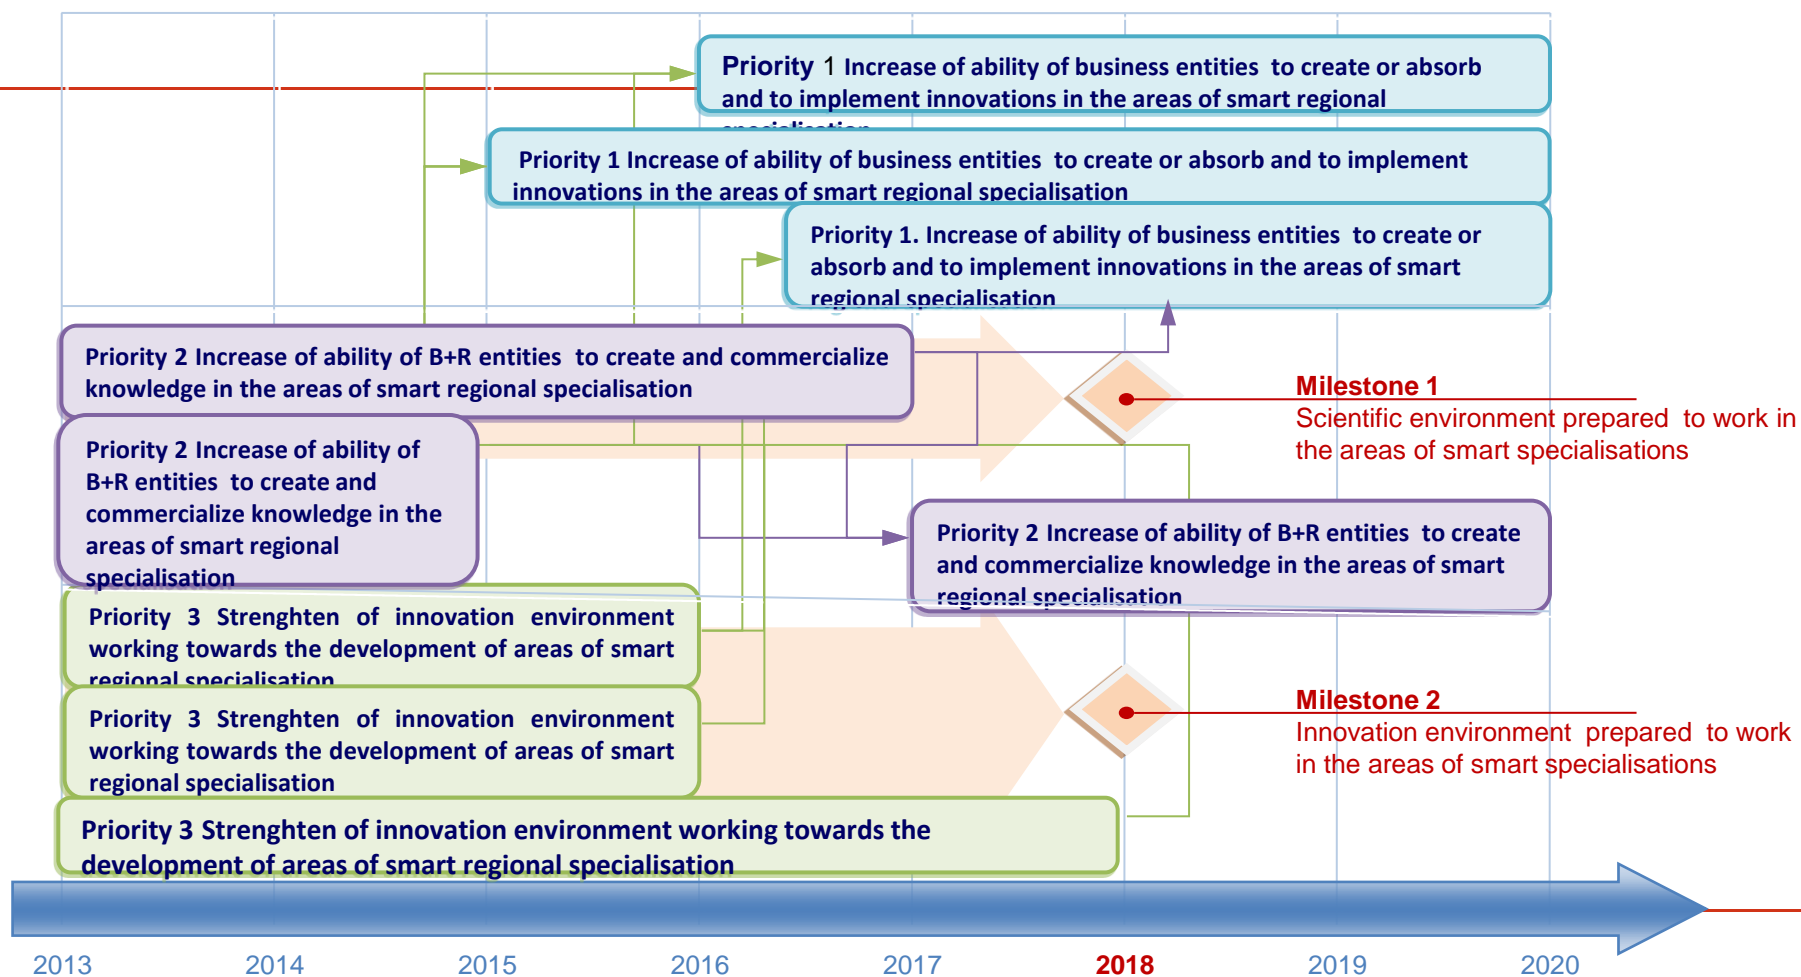 Priority 1 Increase of ability of business entities to create or absorb
and to implement innovations in the areas of smart regional
specialisation
Priority 1 Increase of ability of business entities to create or absorb and to implement
innovations in the areas of smart regional specialisation
Priority 1. Increase of ability of business entities to create or
absorb and to implement innovations in the areas of smart
regional specialisation
Priority 2 Increase of ability of B+R entities to create and commercialize
knowledge in the areas of smart regional specialisation
Milestone 1
Scientific environment prepared to work in
the areas of smart specialisations
Priority 2 Increase of ability of
B+R entities to create and
commercialize knowledge in the
areas of smart regional
specialisation
Priority 2 Increase of ability of B+R entities to create
and commercialize knowledge in the areas of smart
regional specialisation
Priority 3 Strenghten of innovation environment
working towards the development of areas of smart
regional specialisation
Priority 3 Strenghten of innovation environment
working towards the development of areas of smart
regional specialisation
Milestone 2
Innovation environment prepared to work
in the areas of smart specialisations
Priority 3 Strenghten of innovation environment working towards the
development of areas of smart regional specialisation
2013 2014 2015 2016 2017 2018 2019 2020